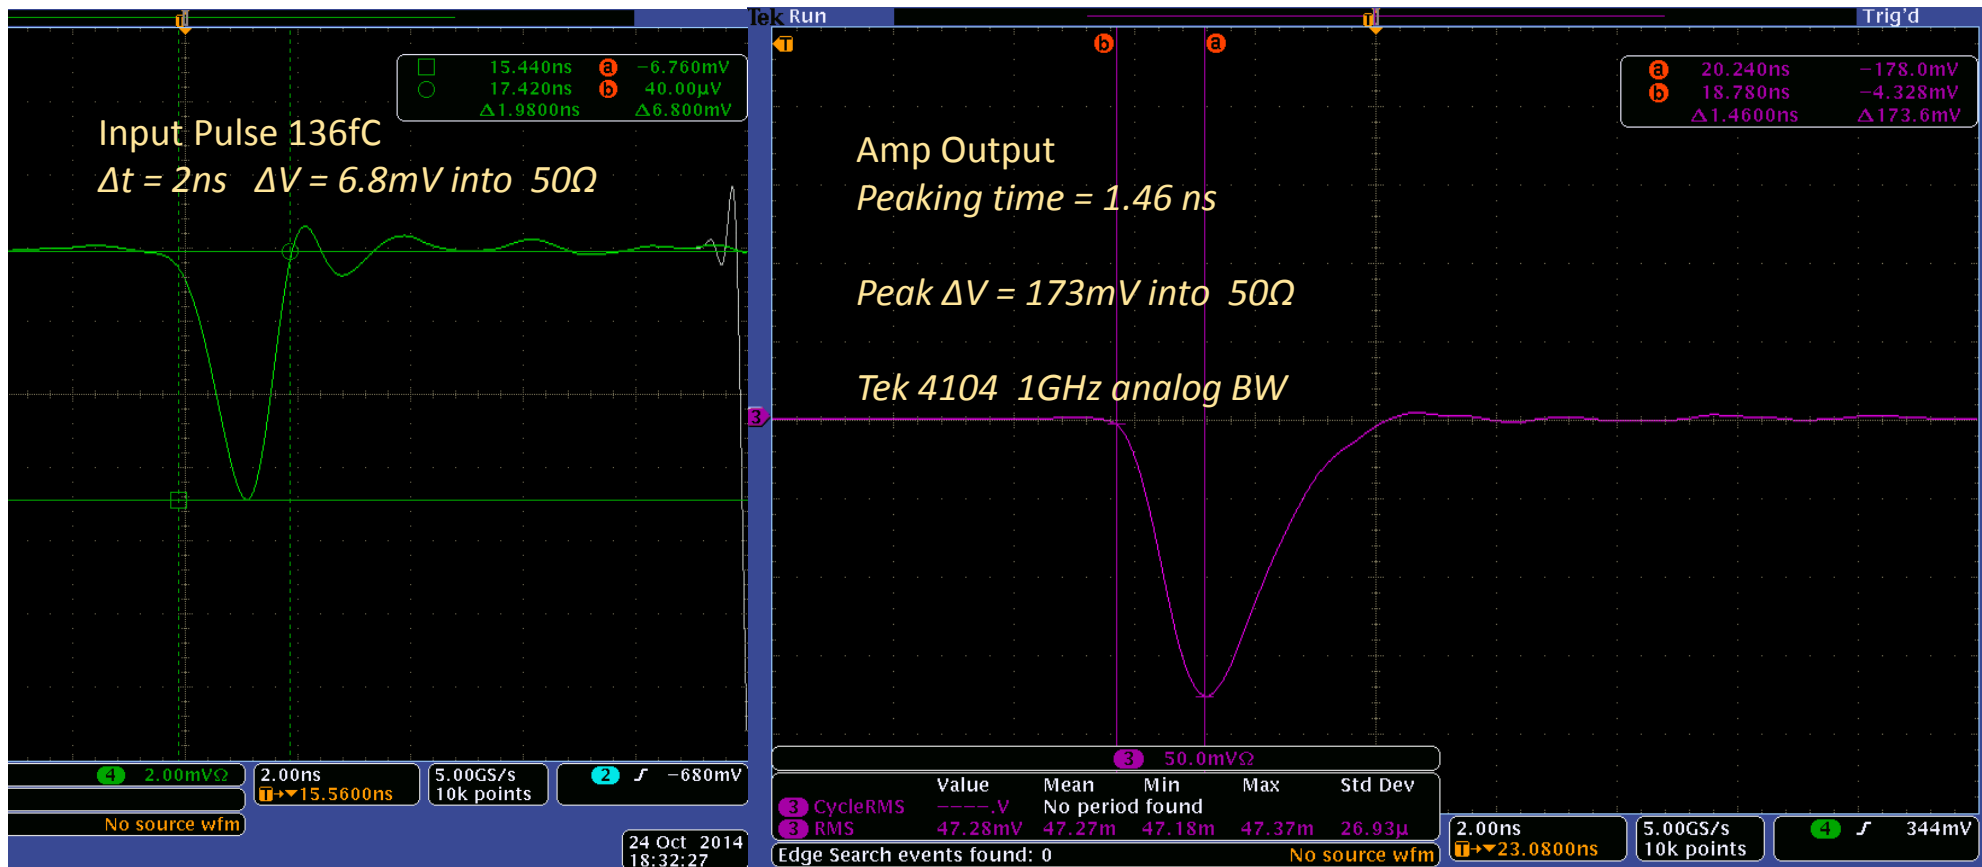 T
15.440ns a −6.760mV
17.420ns b 40.00µV
Δ1.9800ns Δ6.800mV
Input Pulse 136fC
Δt = 2ns ΔV = 6.8mV into 50Ω
4 2.00mVΩ
2.00ns
T→▼15.5600ns
5.00GS/s
10k points
2 ∫ −680mV
No source wfm
24 Oct 2014
18:32:27
Tek Run
T
Trig'd
T
b a
a 20.240ns −178.0mV
b 18.780ns −4.328mV
Δ1.4600ns Δ173.6mV
Amp Output
Peaking time = 1.46 ns
Peak ΔV = 173mV into 50Ω
Tek 4104 1GHz analog BW
3
3 50.0mVΩ
Value Mean Min Max Std Dev
3 CycleRMS −−−−.V No period found
3 RMS 47.28mV 47.27m 47.18m 47.37m 26.93µ
Edge Search events found: 0
No source wfm
2.00ns
T→▼23.0800ns
5.00GS/s
10k points
4 ∫ 344mV